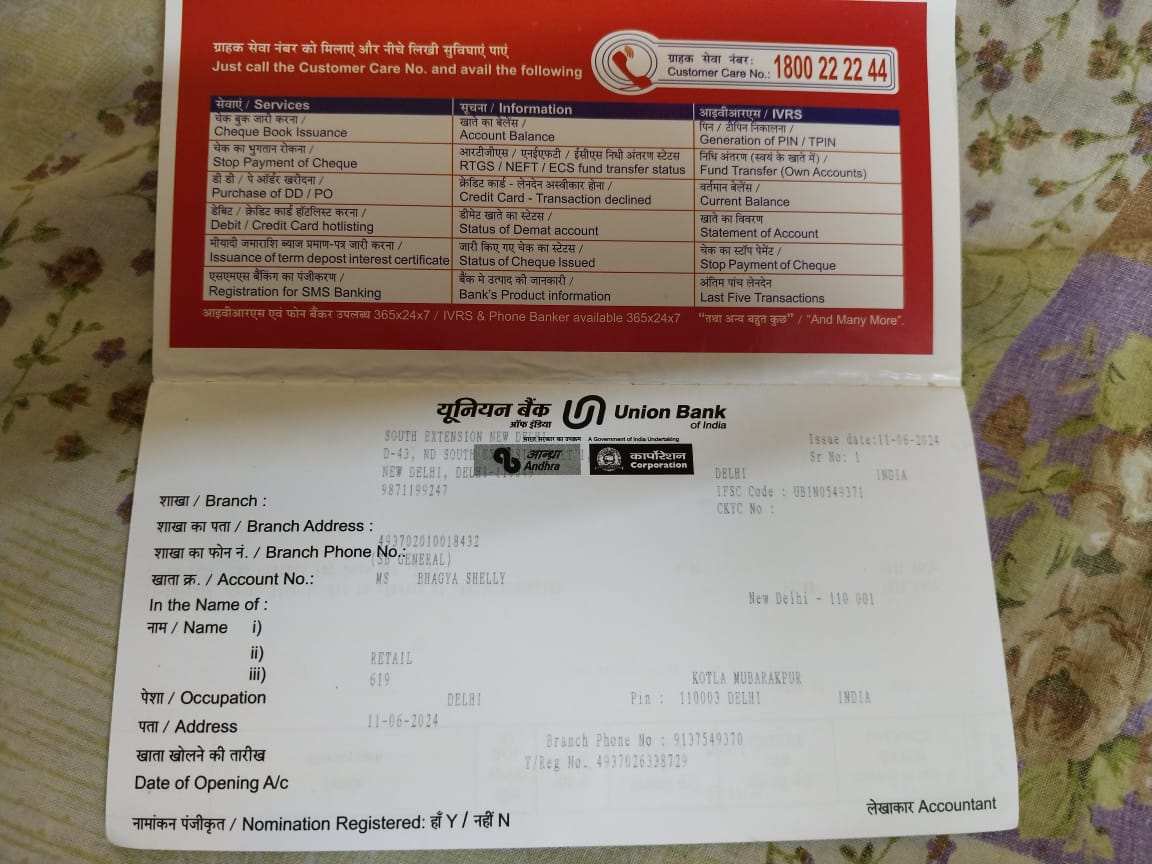 ग्राहक सेवा नंबर को मिलाएं और नीचे लिखी सुविधाएं पाएं
Just call the Customer Care No. and avail the following
ग्राहक सेवा नंबर:
Customer Care No.: 1800 22 22 44
सेवाएं / Services
सूचना / Information
आइवीआरएस / IVRS
चेक बुक जारी करना /
Cheque Book Issuance
खाते का बेलेंस /
Account Balance
पिन / टीपिन निकालना /
Generation of PIN / TPIN
चेक का भुगतान रोकना /
Stop Payment of Cheque
आरटीजीएस / एनईएफटी / ईसीएस निधी अंतरण स्टेटस
RTGS / NEFT / ECS fund transfer status
निधि अंतरण (स्वयं के खाते में) /
Fund Transfer (Own Accounts)
डी डी / पे ऑर्डर खरीदना /
Purchase of DD / PO
क्रेडिट कार्ड - लेनदेन अस्वीकार होना /
Credit Card - Transaction declined
वर्तमान बेलेंस /
Current Balance
डेबिट / क्रेडिट कार्ड हॉटलिस्ट करना /
Debit / Credit Card hotlisting
डीमेट खाते का स्टेटस /
Status of Demat account
खाते का विवरण
Statement of Account
मीयादी जमाराशि ब्याज प्रमाण-पत्र जारी करना /
Issuance of term depost interest certificate
जारी किए गए चेक का स्टेटस /
Status of Cheque Issued
चेक का स्टॉप पेमेंट /
Stop Payment of Cheque
एसएमएस बैंकिंग का पंजीकरण /
Registration for SMS Banking
बैंक मे उत्पाद की जानकारी /
Bank's Product information
अंतिम पांच लेनदेन
Last Five Transactions
आइवीआरएस एवं फोन बैंकर उपलब्ध 365x24x7 / IVRS & Phone Banker available 365x24x7 "तथा अन्य बहुत कुछ" / "And Many More".
यूनियन बैंक
ऑफ इंडिया
Union Bank
of India
भारत सरकार का उपक्रम A Government of India Undertaking
आन्ध्रा
Andhra
कार्पोरेशन
Corporation
SOUTH EXTENSION NEW DELHI
Issue date:11-06-2024
D-43, ND SOUTH
Sr No: 1
NEW DELHI,
DELHI INDIA
9871199247
IFSC Code : UBIN0549371
शाखा / Branch :
CKYC No :
शाखा का पता / Branch Address :
493702010018432
शाखा का फोन नं. / Branch Phone No.:
(SB GENERAL)
खाता क्र. / Account No.:
MS BHAGYA SHELLY
In the Name of :
New Delhi - 110 001
नाम / Name i)
ii)
RETAIL
iii)
619 KOTLA MUBARAKPUR
पेशा / Occupation
DELHI Pin : 110003 DELHI INDIA
पता / Address
11-06-2024
Branch Phone No : 9137549370
खाता खोलने की तारीख
Y/Reg No. 4937026338729
Date of Opening A/c
लेखाकार Accountant
नामांकन पंजीकृत / Nomination Registered: हाँ Y / नहीं N